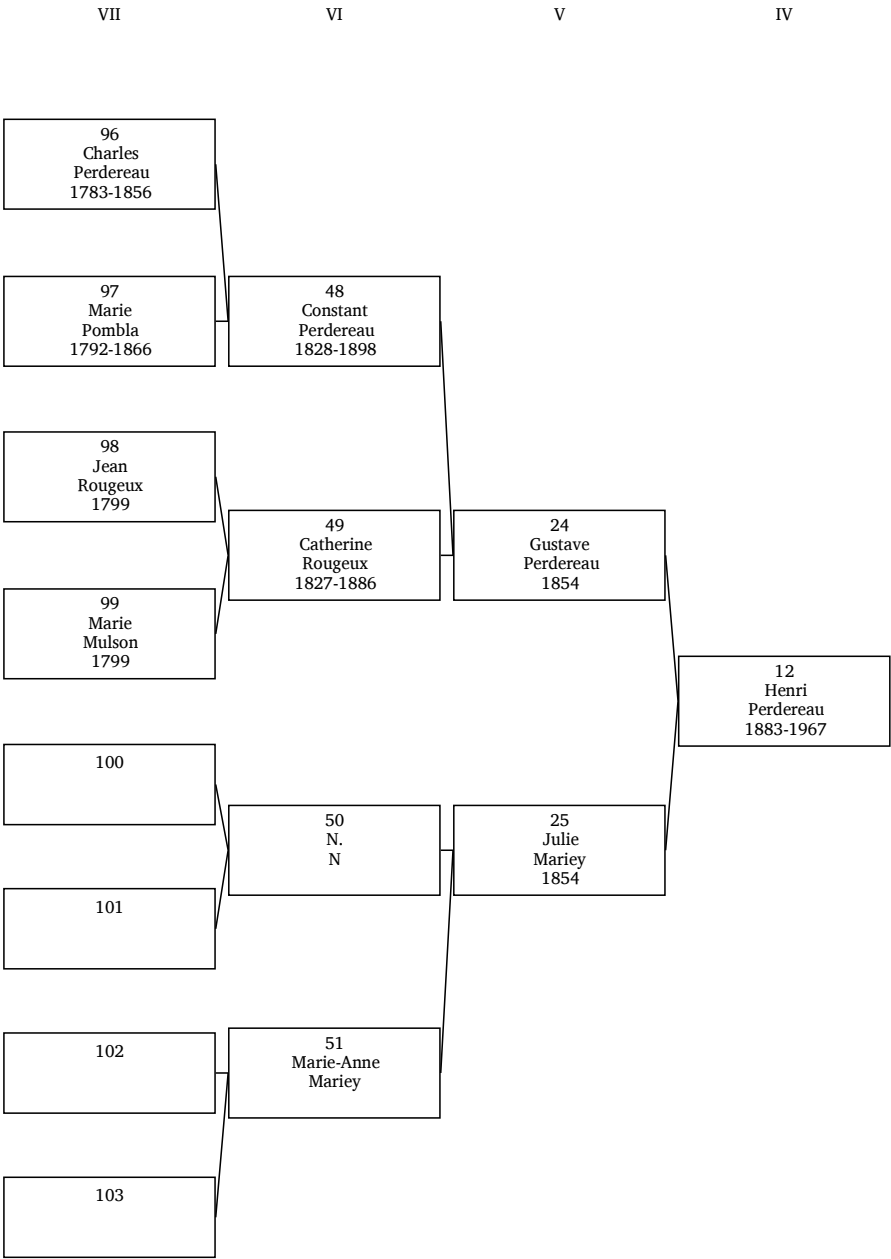 VII VI V IV
96
Charles
Perdereau
1783-1856
97
Marie
Pombla
1792-1866
48
Constant
Perdereau
1828-1898
98
Jean
Rougeux
1799
49
Catherine
Rougeux
1827-1886
24
Gustave
Perdereau
1854
99
Marie
Mulson
1799
12
Henri
Perdereau
1883-1967
100
50
N.
N
25
Julie
Mariey
1854
101
102
51
Marie-Anne
Mariey
103